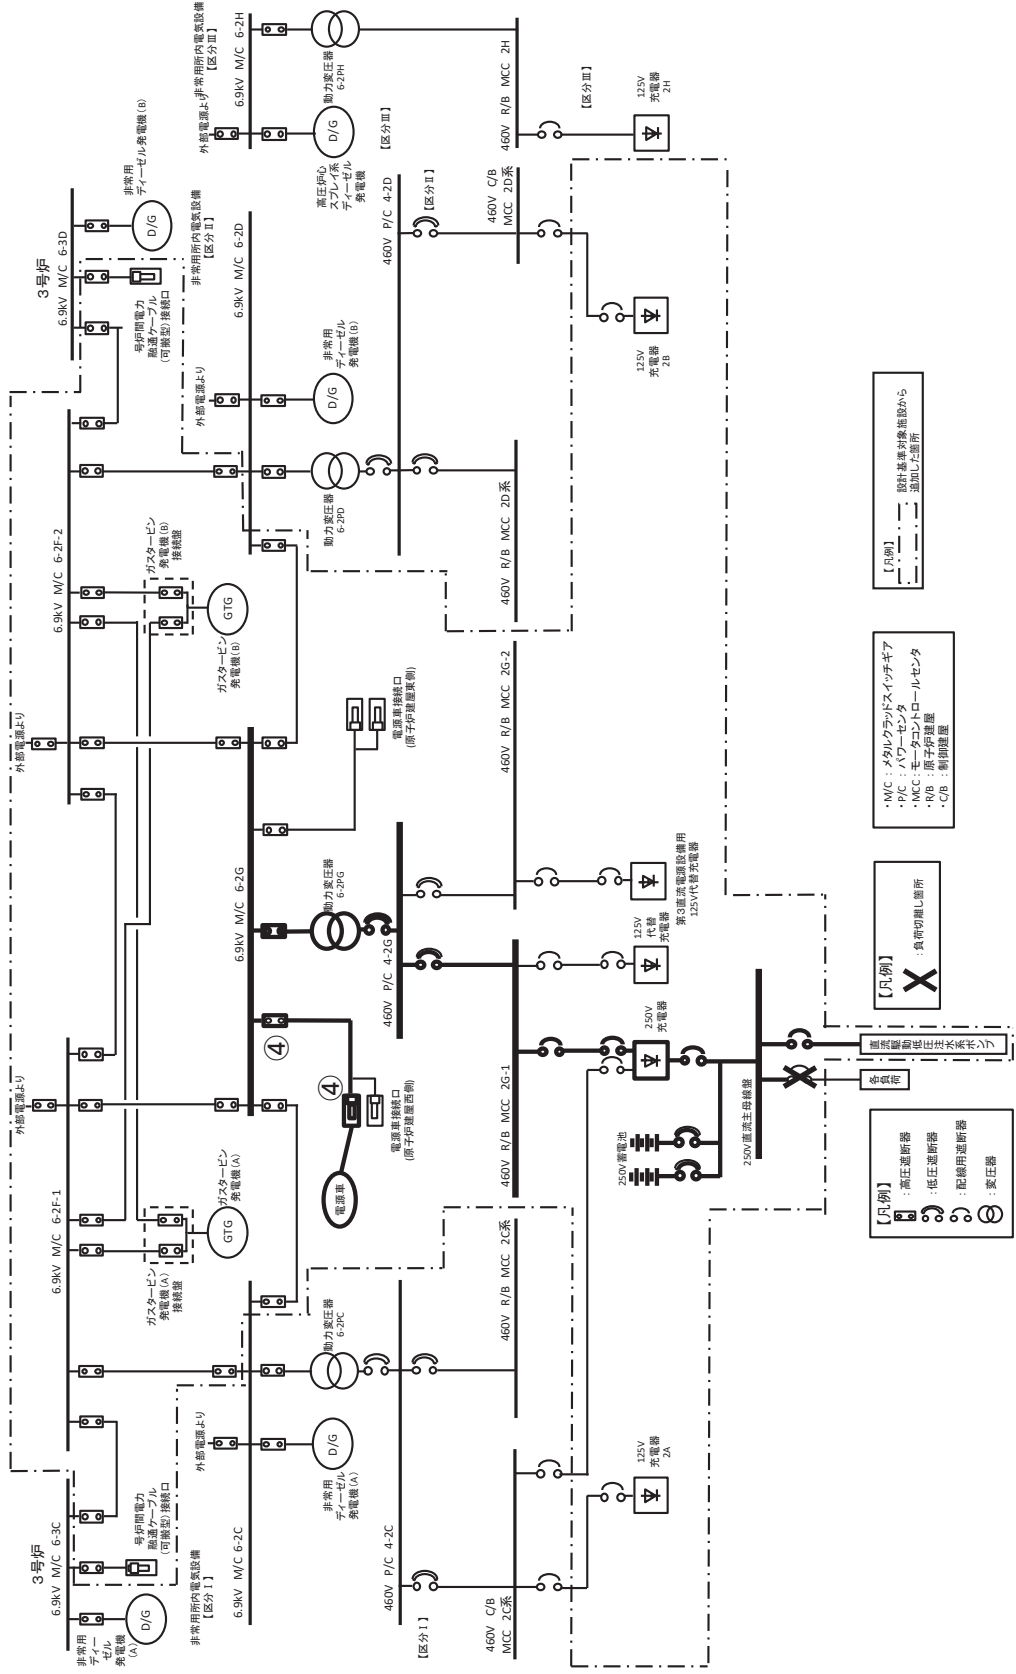 3号炉
6.9kV M/C 6-3C
非常用
ディー
ゼル
発電機
(A)
D/G
号炉間電力
融通ケーブル
(可搬型)接続口
外部電源より
6.9kV M/C 6-2F-1
ガスタービン
発電機(A)
接続盤
GTG
ガスタービン
発電機(A)
外部電源より
6.9kV M/C 6-2F-2
ガスタービン
発電機(B)
接続盤
GTG
ガスタービン
発電機(B)
3号炉
6.9kV M/C 6-3D
号炉間電力
融通ケーブル
(可搬型)接続口
D/G
非常用
ディーゼル発電機(B)
非常用所内電気設備
【区分Ⅰ】
6.9kV M/C 6-2C
外部電源より
D/G
非常用
ディーゼル
発電機(A)
動力変圧器
6-2PC
6.9kV M/C 6-2G
④
④
電源車
電源車接続口
(原子炉建屋西側)
動力変圧器
6-2PG
電源車接続口
(原子炉建屋東側)
非常用所内電気設備
【区分Ⅱ】
6.9kV M/C 6-2D
外部電源より
動力変圧器
6-2PD
D/G
非常用
ディーゼル
発電機(B)
非常用所内電気設備
【区分Ⅲ】
6.9kV M/C 6-2H
外部電源より
D/G
高圧炉心
スプレイ系
ディーゼル
発電機
動力変圧器
6-2PH
【区分Ⅲ】
460V P/C 4-2C
【区分Ⅰ】
460V P/C 4-2G
460V P/C 4-2D
【区分Ⅱ】
460V C/B
MCC 2C系
460V R/B MCC 2C系
460V R/B MCC 2G-1
460V R/B MCC 2G-2
460V R/B MCC 2D系
460V C/B
MCC 2D系
460V R/B MCC 2H
【区分Ⅲ】
125V
充電器
2A
250V蓄電池
250V
充電器
125V
代替
充電器
第3直流電源設備用
125V代替充電器
125V
充電器
2B
125V
充電器
2H
250V直流主母線盤
各負荷
直流駆動低圧注水系ポンプ
【凡例】
:高圧遮断器
:低圧遮断器
:配線用遮断器
:変圧器
【凡例】
:負荷切離し箇所
・M/C :メタルクラッドスイッチギア
・P/C :パワーセンタ
・MCC:モータコントロールセンタ
・R/B :原子炉建屋
・C/B :制御建屋
【凡例】
:設計基準対象施設から
追加した箇所